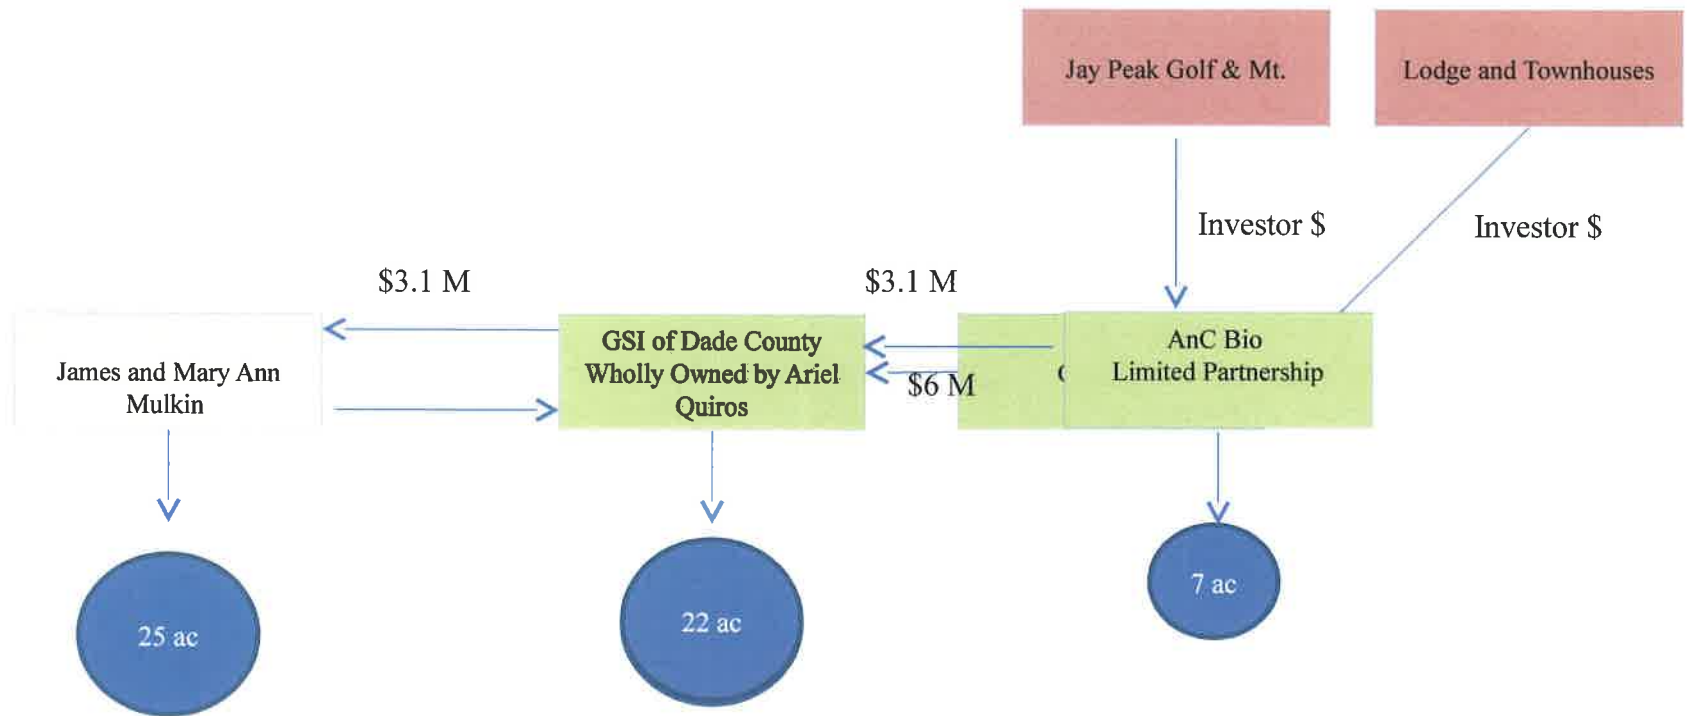 Jay Peak Golf & Mt.
Lodge and Townhouses
Investor $
Investor $
$3.1 M
$3.1 M
James and Mary Ann
Mulkin
GSI of Dade County
Wholly Owned by Ariel
Quiros
$6 M
AnC Bio
Limited Partnership
25 ac
22 ac
7 ac